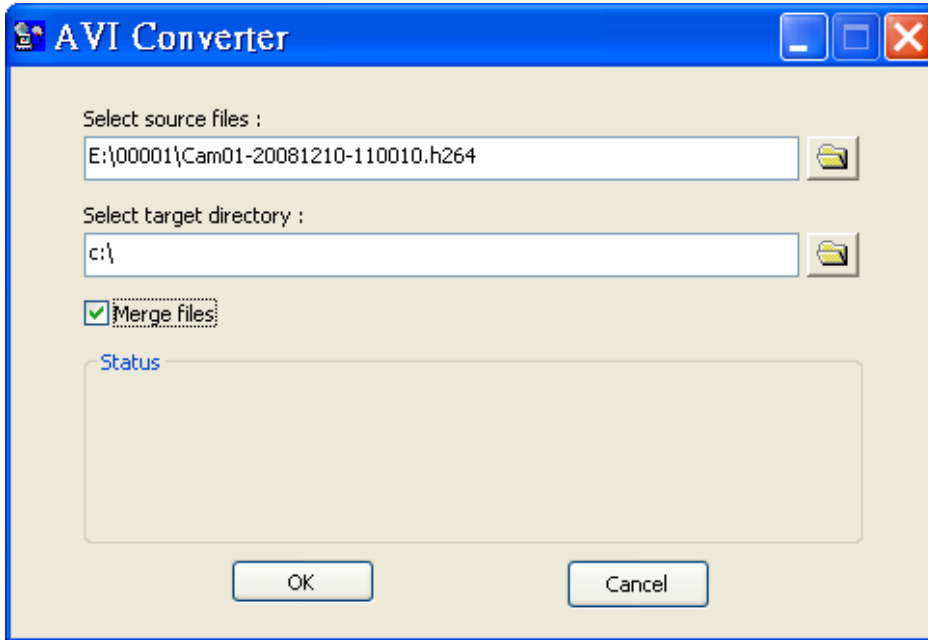 AVI Converter
Select source files :
E:\00001\Cam01-20081210-110010.h264
Select target directory :
c:\
Merge files
Status
OK
Cancel